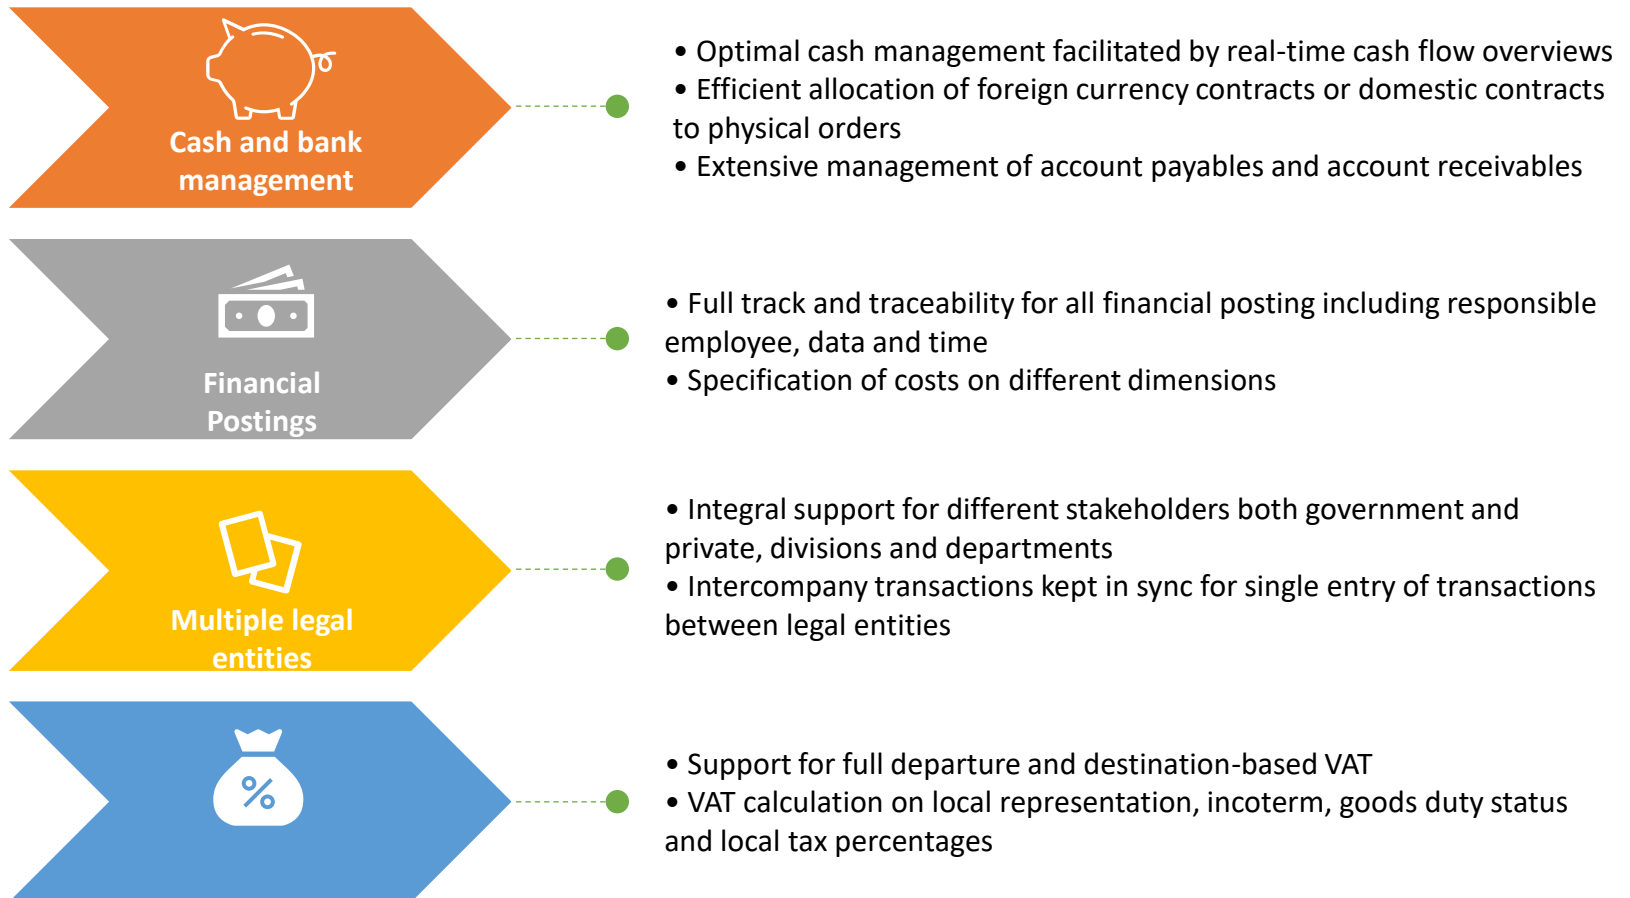 Cash and bank
management
• Optimal cash management facilitated by real-time cash flow overviews
• Efficient allocation of foreign currency contracts or domestic contracts
to physical orders
• Extensive management of account payables and account receivables
Financial
Postings
• Full track and traceability for all financial posting including responsible
employee, data and time
• Specification of costs on different dimensions
Multiple legal
entities
• Integral support for different stakeholders both government and
private, divisions and departments
• Intercompany transactions kept in sync for single entry of transactions
between legal entities
%
• Support for full departure and destination-based VAT
• VAT calculation on local representation, incoterm, goods duty status
and local tax percentages